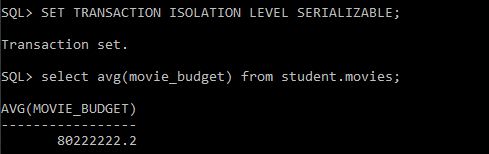 SQL> SET TRANSACTION ISOLATION LEVEL SERIALIZABLE;
Transaction set.
SQL> select avg(movie_budget) from student.movies;
AVG(MOVIE_BUDGET)
-----------------
80222222.2